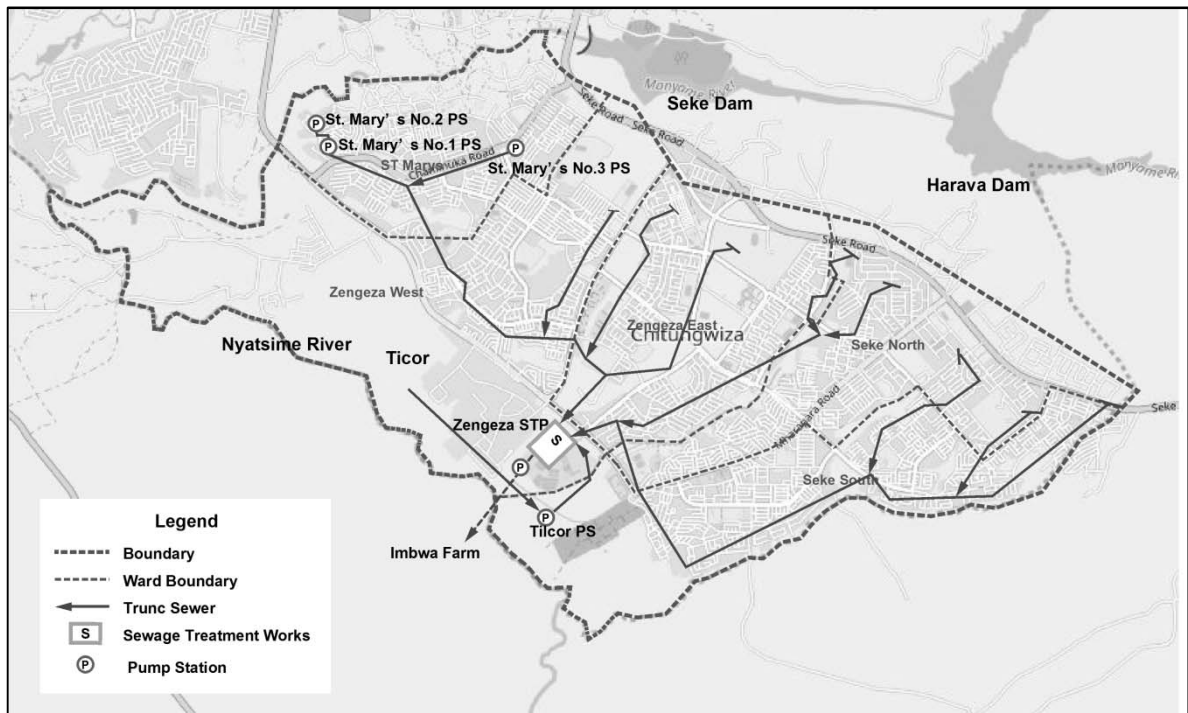 Manyame River
Seke Dam
Seke Road
Seke Road
St. Mary' s No.2 PS
St. Mary' s No.1 PS
ST Marys
Chaminuka Road
St. Mary' s No.3 PS
Harava Dam
Manyame Ri
Seke Road
Zengeza West
Zengeza East
Chitungwiza
Seke North
Nyatsime River
Ticor
Seke
Zengeza STP
S
Seke South
P
Tilcor PS
Imbwa Farm
Legend
Boundary
Ward Boundary
Trunc Sewer
S
Sewage Treatment Works
P
Pump Station